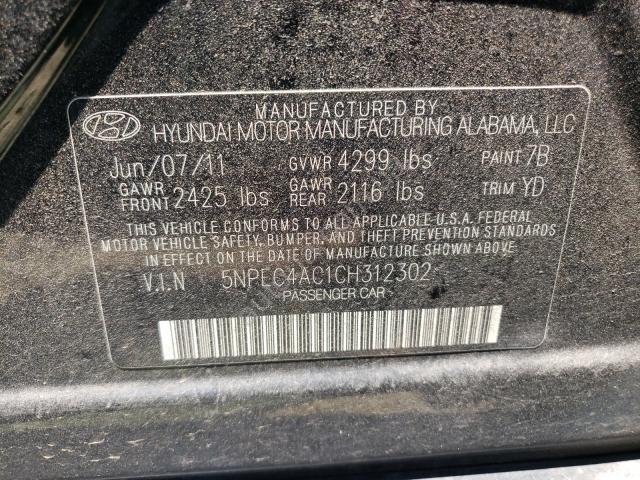 MANUFACTURED BY
HYUNDAI MOTOR MANUFACTURING ALABAMA, LLC
Jun/07/11 GVWR 4299 lbs PAINT 7B
GAWR FRONT 2425 lbs GAWR REAR 2116 lbs TRIM YD
THIS VEHICLE CONFORMS TO ALL APPLICABLE U.S.A. FEDERAL
MOTOR VEHICLE SAFETY, BUMPER, AND THEFT PREVENTION STANDARDS
IN EFFECT ON THE DATE OF MANUFACTURE SHOWN ABOVE
V.I.N 5NPEC4AC1CH312302
PASSENGER CAR